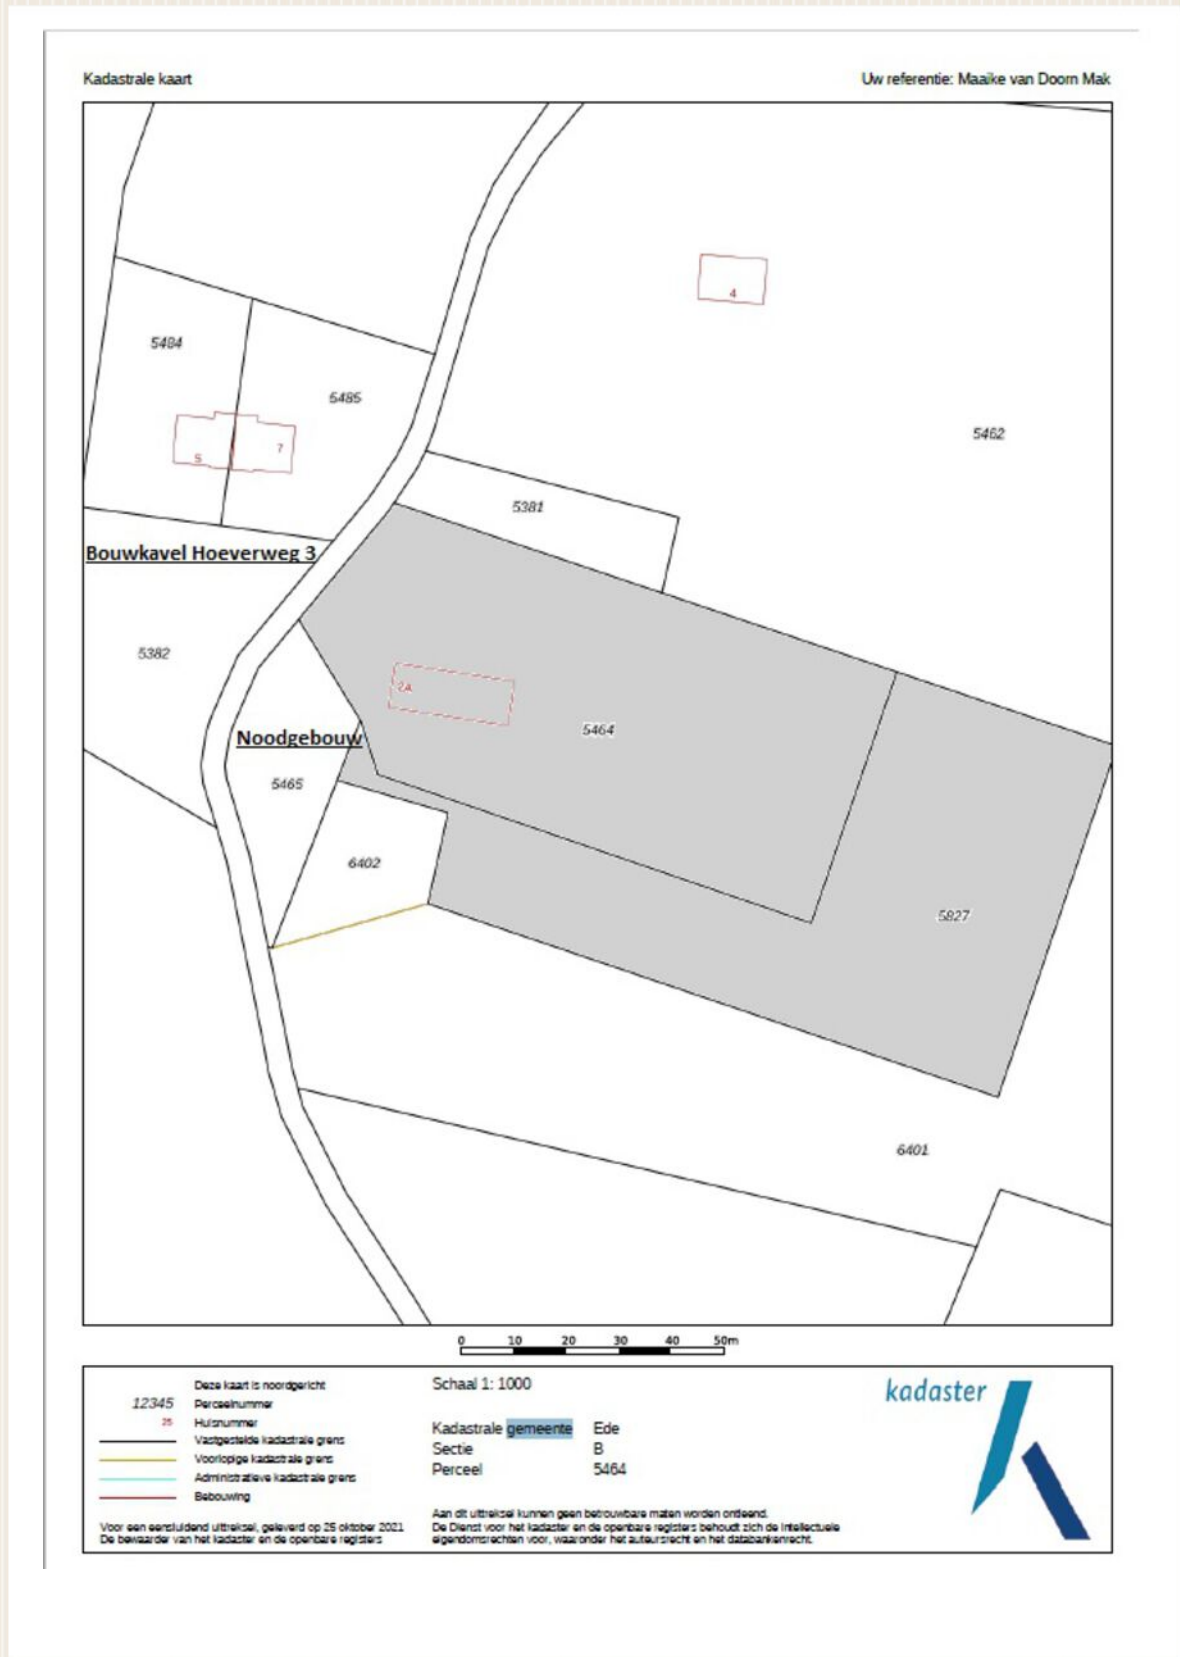 Kadastrale kaart
Uw referentie: Maaike van Doorn Mak
4
5484
5485
5462
5
7
5381
Bouwkavel Hoeverweg 3
5382
2A
5464
Noodgebouw
5465
6402
5827
6401
0 10 20 30 40 50m
Deze kaart is noordgericht
12345 Perceelnummer
25 Huisnummer
Vastgestelde kadastrale grens
Voorlopige kadastrale grens
Administratieve kadastrale grens
Bebouwing
Voor een eensluidend uittreksel, geleverd op 25 oktober 2021
De bewaarder van het kadaster en de openbare registers
Schaal 1: 1000
Kadastrale gemeente Ede
Sectie B
Perceel 5464
Aan dit uittreksel kunnen geen betrouwbare maten worden ontleend.
De Dienst voor het kadaster en de openbare registers behoudt zich de intellectuele
eigendomsrechten voor, waaronder het auteursrecht en het databankenrecht.
kadaster